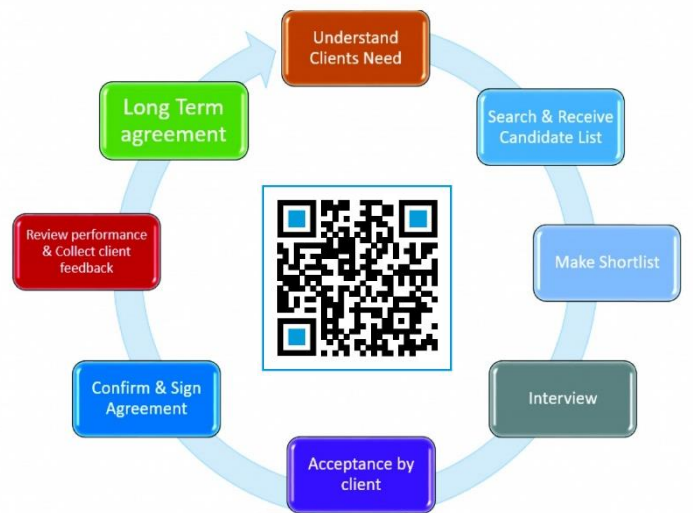 Understand
Clients Need
Search & Receive
Candidate List
Make Shortlist
Interview
Acceptance by
client
Confirm & Sign
Agreement
Review performance
& Collect client
feedback
Long Term
agreement